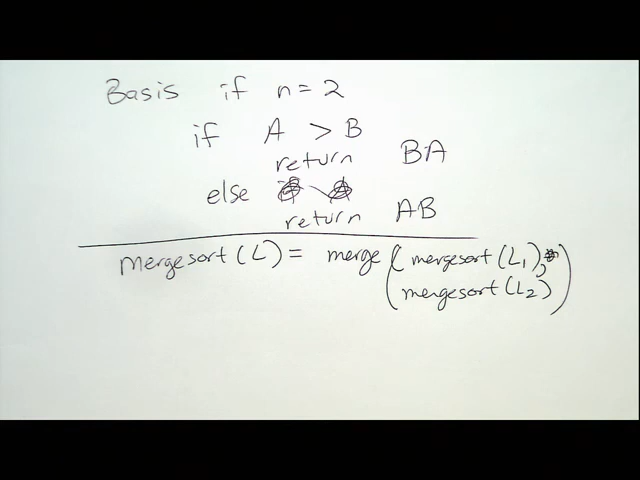 Basis if n=2
if A > B
return BA
else
return AB
mergesort(L) = merge(mergesort(L1),
mergesort(L2))